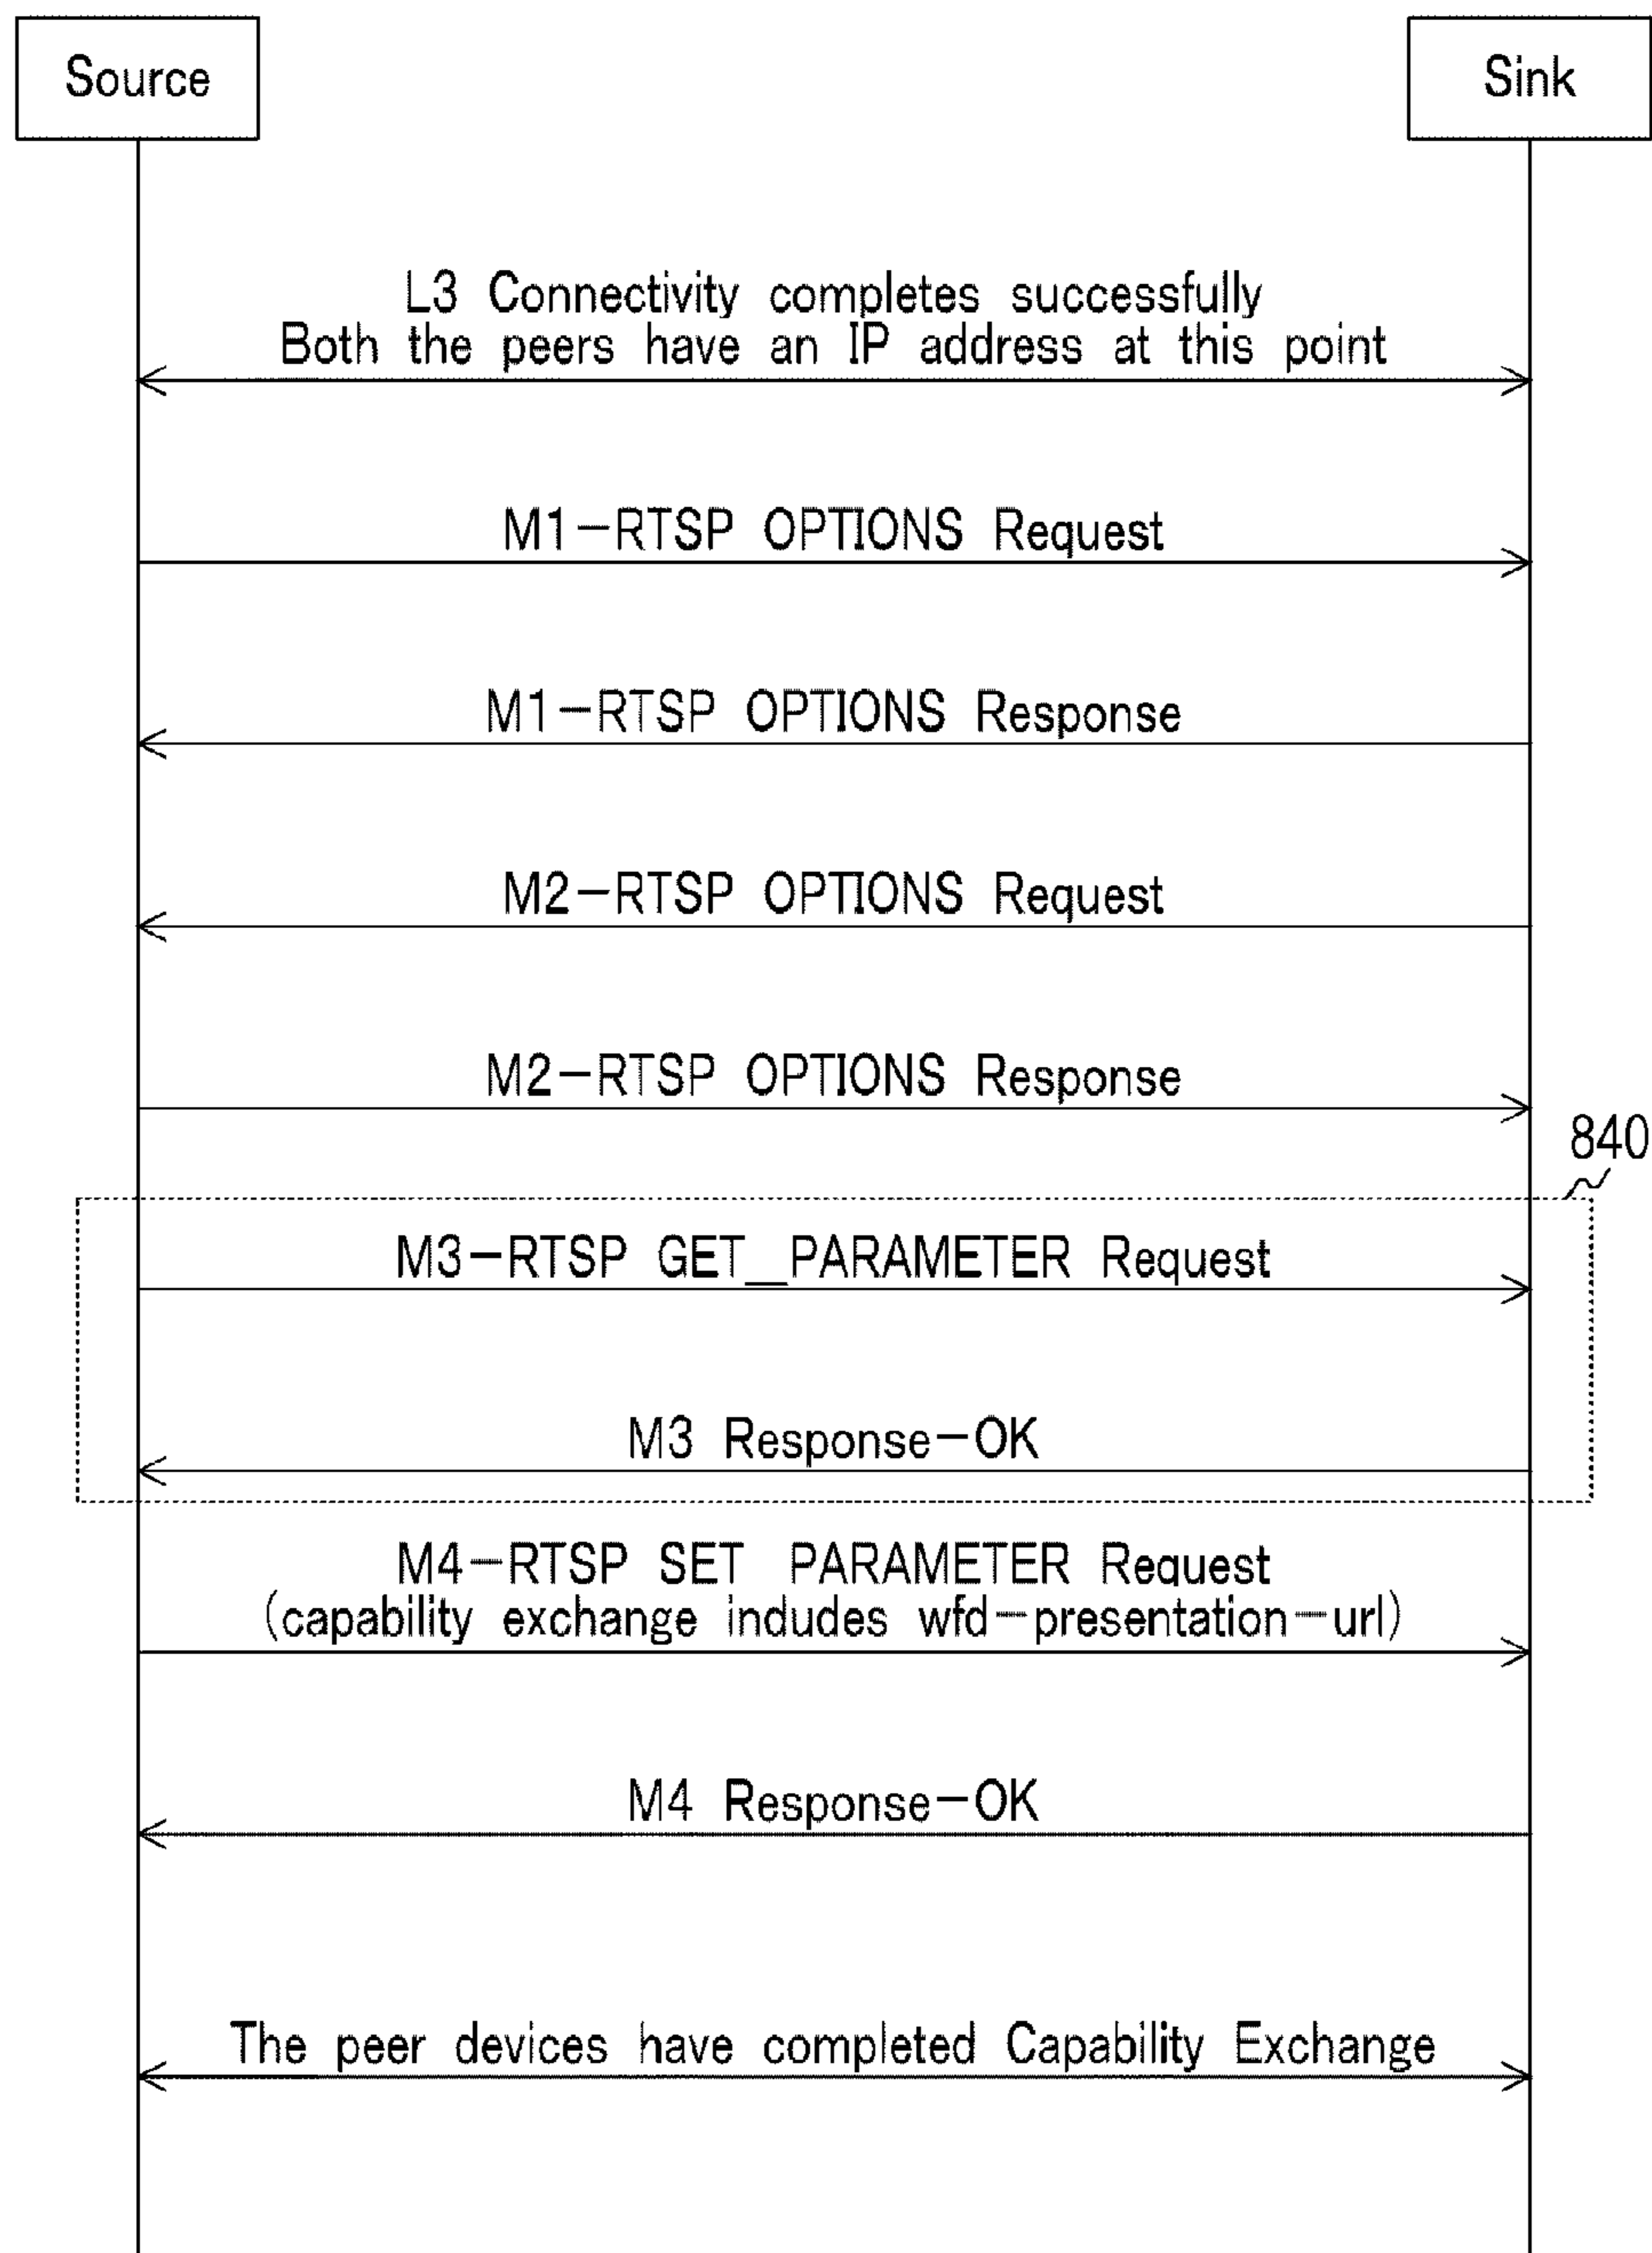 Source
Sink
L3 Connectivity completes successfully
Both the peers have an IP address at this point
M1-RTSP OPTIONS Request
M1-RTSP OPTIONS Response
M2-RTSP OPTIONS Request
M2-RTSP OPTIONS Response
840
M3-RTSP GET_PARAMETER Request
M3 Response-OK
M4-RTSP SET PARAMETER Request
(capability exchange indudes wfd-presentation-url)
M4 Response-OK
The peer devices have completed Capability Exchange